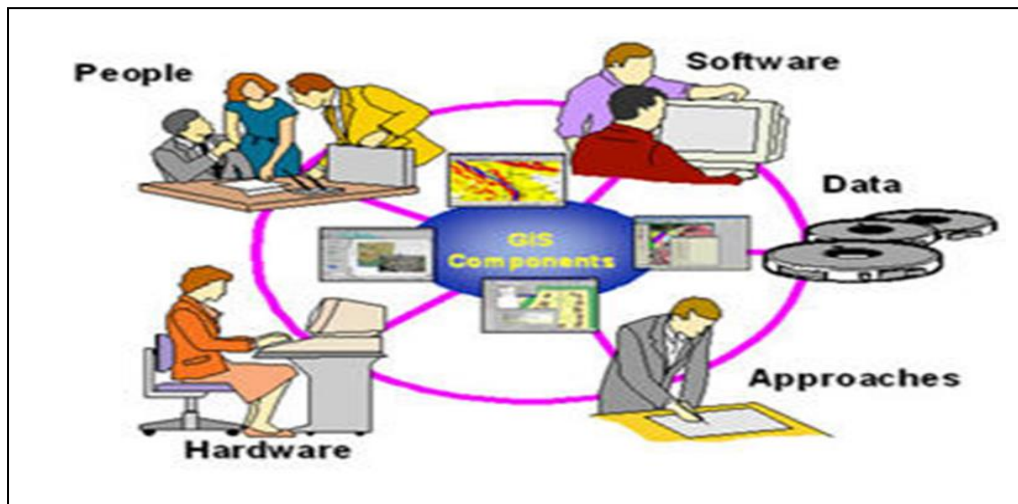 People
Software
Data
GIS
Components
Hardware
Approaches